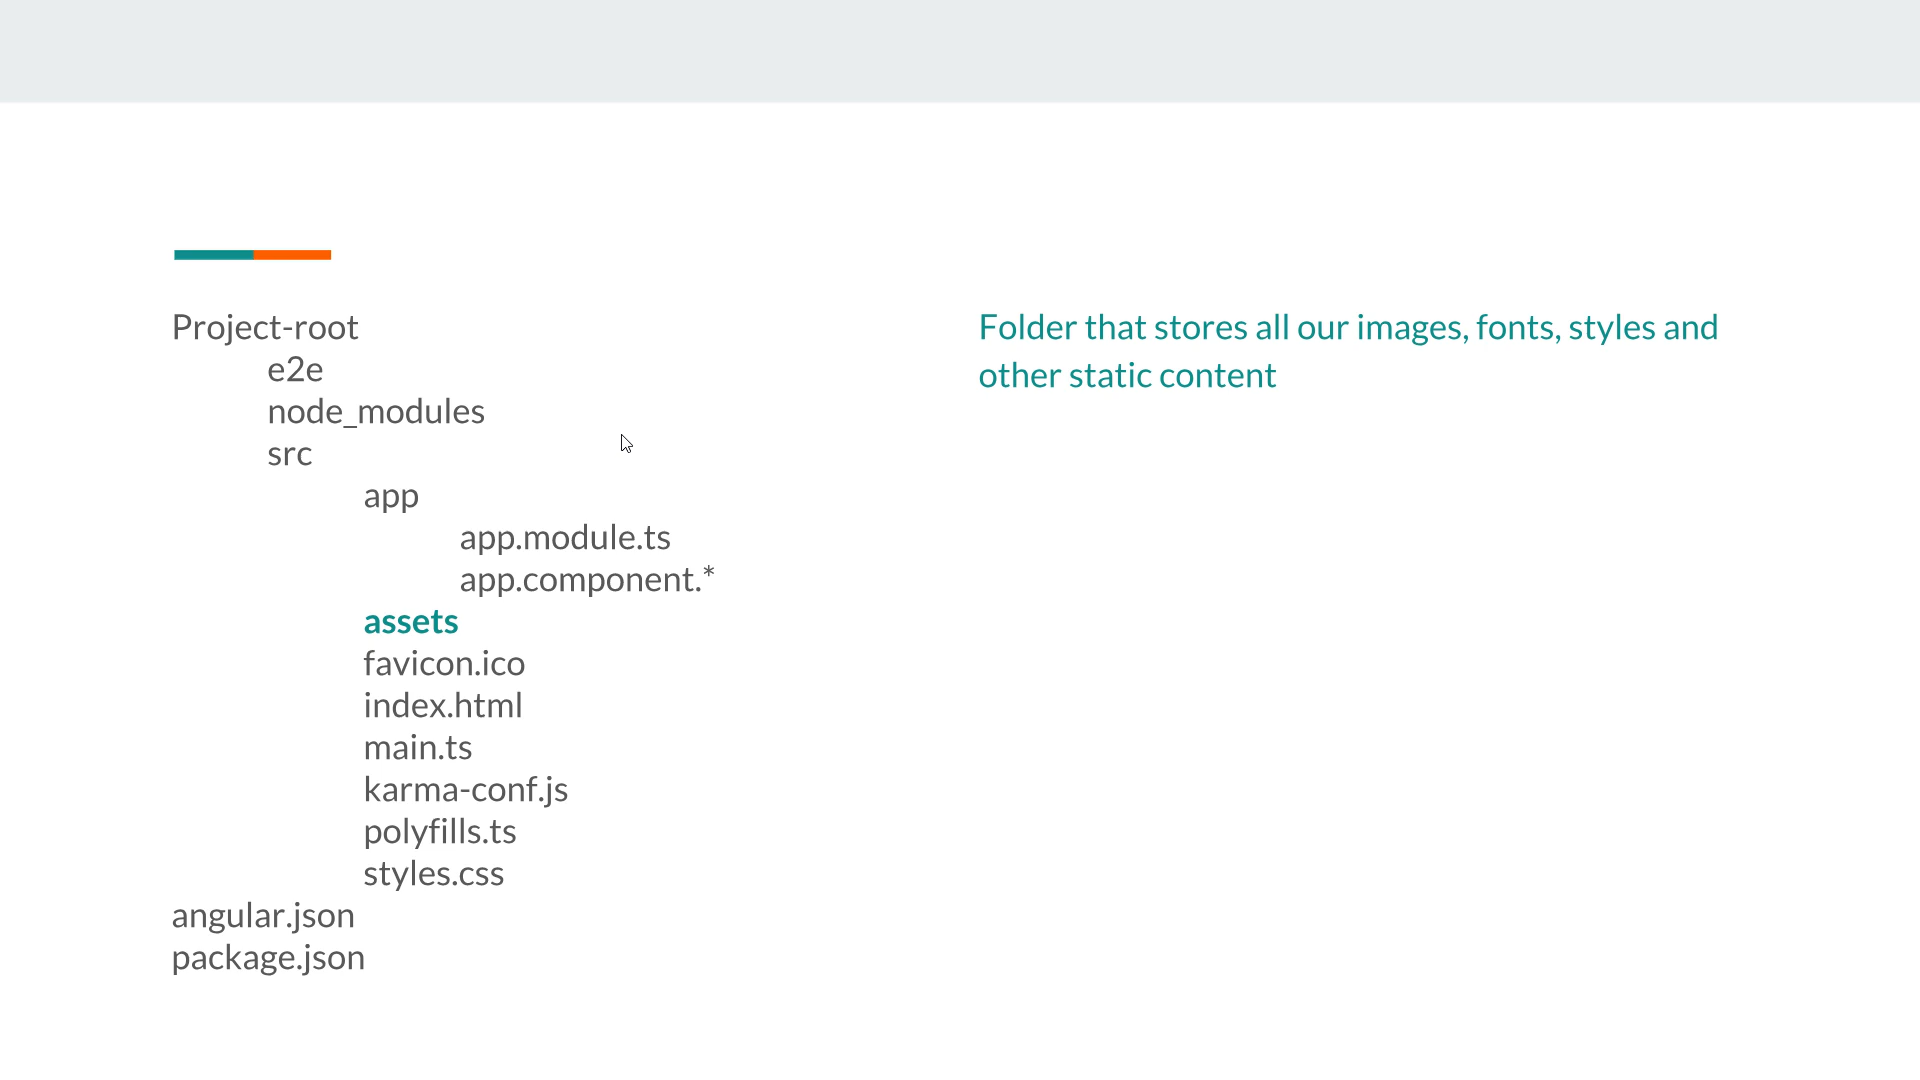 Project-root
e2e
node_modules
src
app
app.module.ts
app.component.*
assets
favicon.ico
index.html
main.ts
karma-conf.js
polyfills.ts
styles.css
angular.json
package.json
Folder that stores all our images, fonts, styles and
other static content